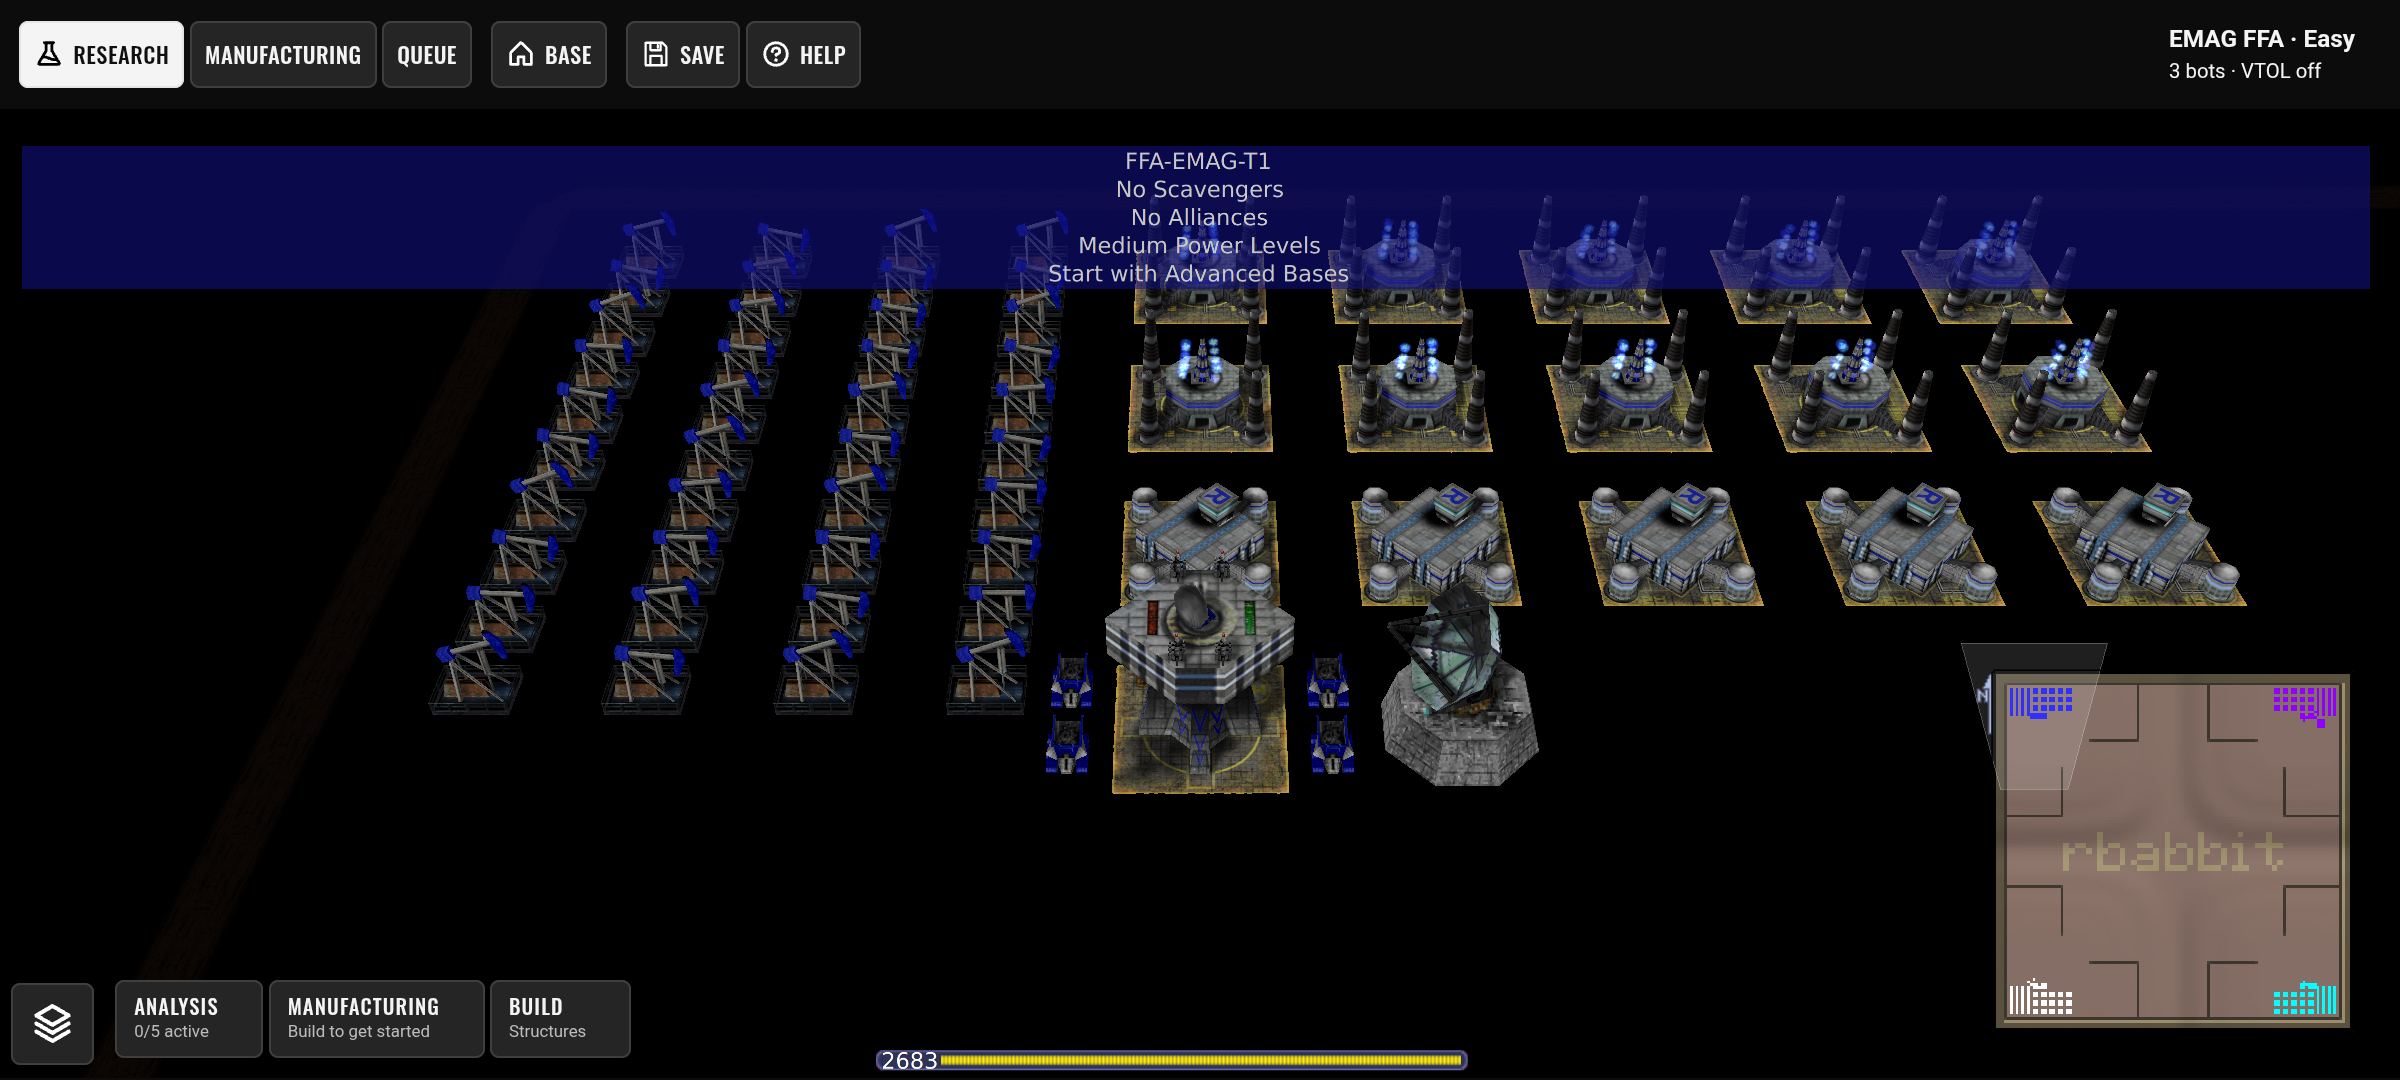 RESEARCH
MANUFACTURING
QUEUE
BASE
SAVE
HELP
EMAG FFA · Easy
3 bots · VTOL off
FFA-EMAG-T1
No Scavengers
No Alliances
Medium Power Levels
Start with Advanced Bases
R R R R R
N
rbabbit
ANALYSIS
0/5 active
MANUFACTURING
Build to get started
BUILD
Structures
2683